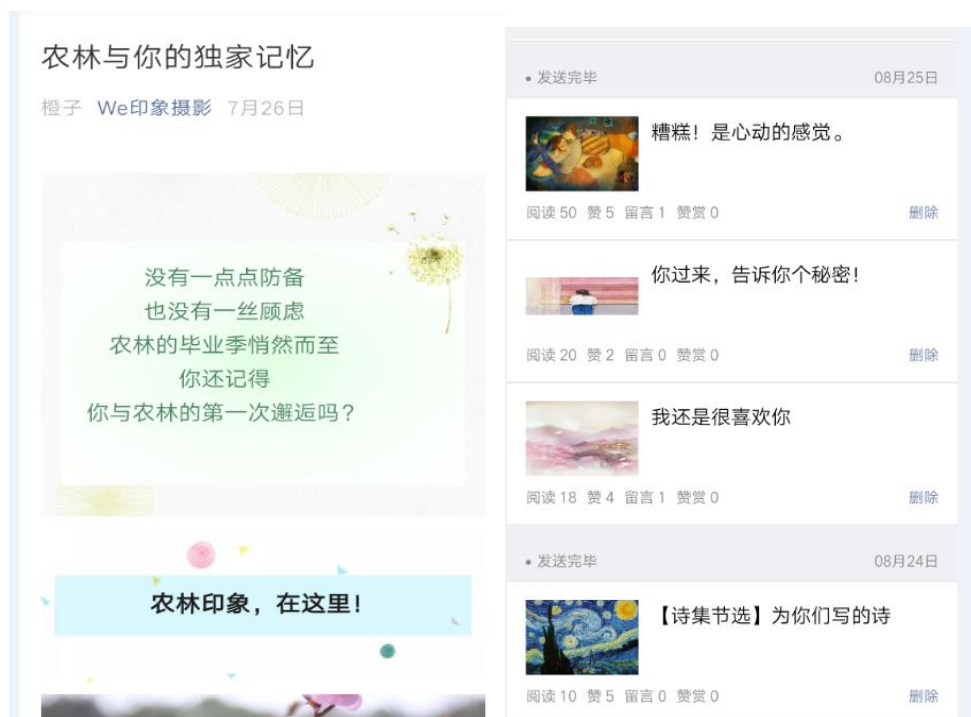 农林与你的独家记忆
橙子 We印象摄影 7月26日
没有一点点防备
也没有一丝顾虑
农林的毕业季悄然而至
你还记得
你与农林的第一次邂逅吗？
农林印象，在这里！
• 发送完毕 08月25日
糟糕！是心动的感觉。
阅读 50 赞 5 留言 1 赞赏 0 删除
你过来，告诉你个秘密！
阅读 20 赞 2 留言 0 赞赏 0 删除
我还是很喜欢你
阅读 18 赞 4 留言 1 赞赏 0 删除
• 发送完毕 08月24日
【诗集节选】为你们写的诗
阅读 10 赞 5 留言 0 赞赏 0 删除